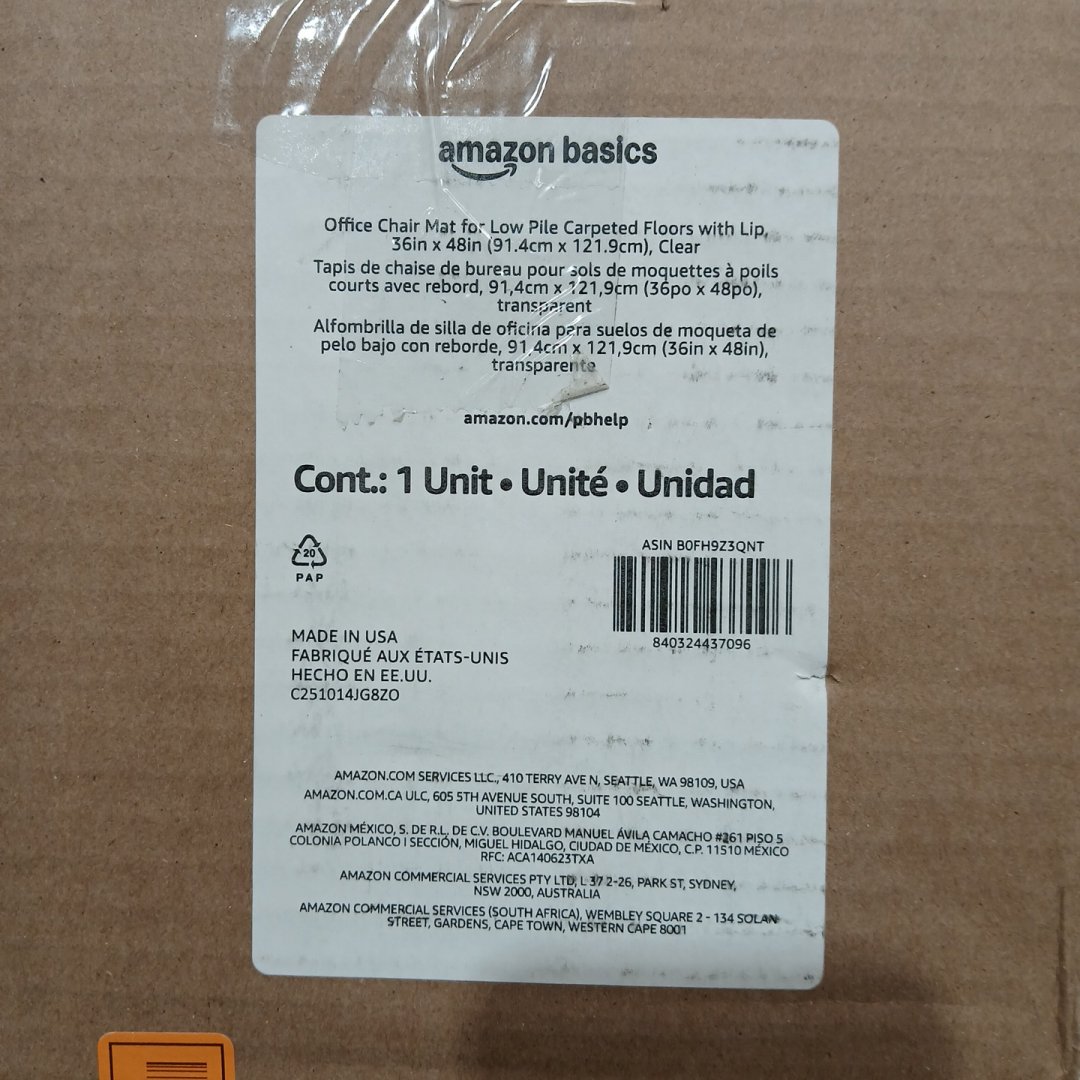 amazon basics
Office Chair Mat for Low Pile Carpeted Floors with Lip,
36in x 48in (91.4cm x 121.9cm), Clear
Tapis de chaise de bureau pour sols de moquettes à poils
courts avec rebord, 91,4cm x 121,9cm (36po x 48po),
transparent
Alfombrilla de silla de oficina para suelos de moqueta de
pelo bajo con reborde, 91,4cm x 121,9cm (36in x 48in),
transparente
amazon.com/pbhelp
Cont.: 1 Unit • Unité • Unidad
20
PAP
ASIN B0FH9Z3QNT
840324437096
MADE IN USA
FABRIQUÉ AUX ÉTATS-UNIS
HECHO EN EE.UU.
C251014JG8ZO
AMAZON.COM SERVICES LLC., 410 TERRY AVE N, SEATTLE, WA 98109, USA
AMAZON.COM.CA ULC, 605 5TH AVENUE SOUTH, SUITE 100 SEATTLE, WASHINGTON,
UNITED STATES 98104
AMAZON MÉXICO, S. DE R.L. DE C.V. BOULEVARD MANUEL ÁVILA CAMACHO #261 PISO 5
COLONIA POLANCO I SECCIÓN, MIGUEL HIDALGO, CIUDAD DE MÉXICO, C.P. 11510 MÉXICO
RFC: ACA140623TXA
AMAZON COMMERCIAL SERVICES PTY LTD, L 37 2-26, PARK ST, SYDNEY,
NSW 2000, AUSTRALIA
AMAZON COMMERCIAL SERVICES (SOUTH AFRICA), WEMBLEY SQUARE 2 - 134 SOLAN
STREET, GARDENS, CAPE TOWN, WESTERN CAPE 8001